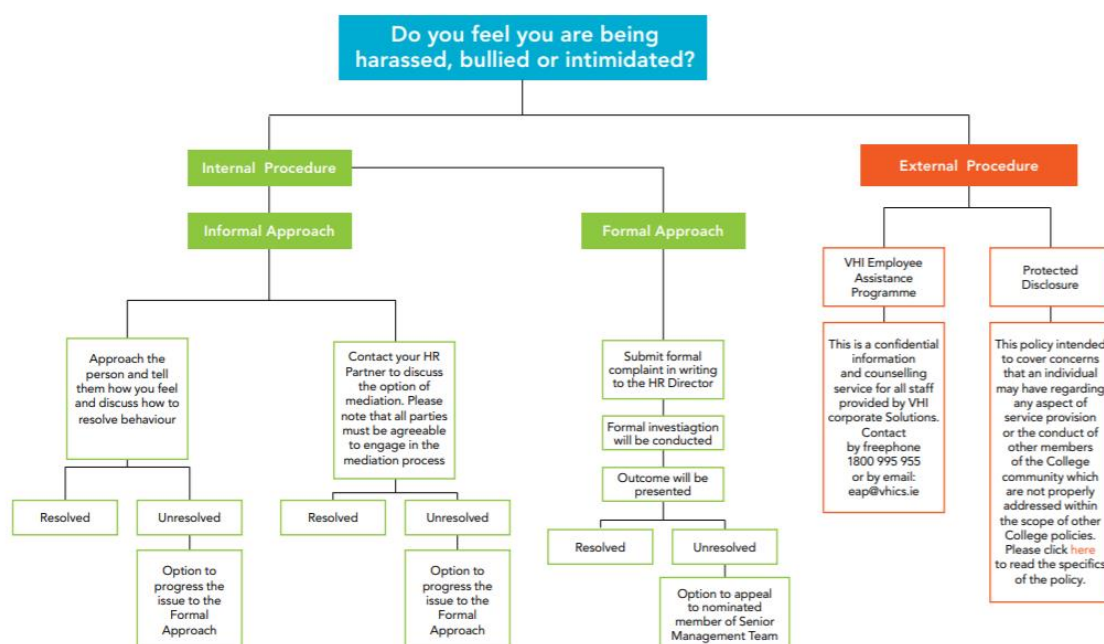 Do you feel you are being
harassed, bullied or intimidated?
Internal Procedure
External Procedure
Informal Approach
Formal Approach
VHI Employee
Assistance
Programme
Protected
Disclosure
Approach the
person and tell
them how you feel
and discuss how to
resolve behaviour
Contact your HR
Partner to discuss
the option of
mediation. Please
note that all parties
must be agreeable
to engage in the
mediation process
Submit formal
complaint in writing
to the HR Director
Formal investiagtion
will be conducted
Outcome will be
presented
This is a confidential
information
and counselling
service for all staff
provided by VHI
corporate Solutions.
Contact
by freephone
1800 995 955
or by email:
eap@vhics.ie
This policy intended
to cover concerns
that an individual
may have regarding
any aspect of
service provision
or the conduct of
other members
of the College
community which
are not properly
addressed within
the scope of other
College policies.
Please click here
to read the specifics
of the policy.
Resolved
Unresolved
Resolved
Unresolved
Resolved
Unresolved
Option to
progress the
issue to the
Formal
Approach
Option to
progress the
issue to the
Formal
Approach
Option to appeal
to nominated
member of Senior
Management Team